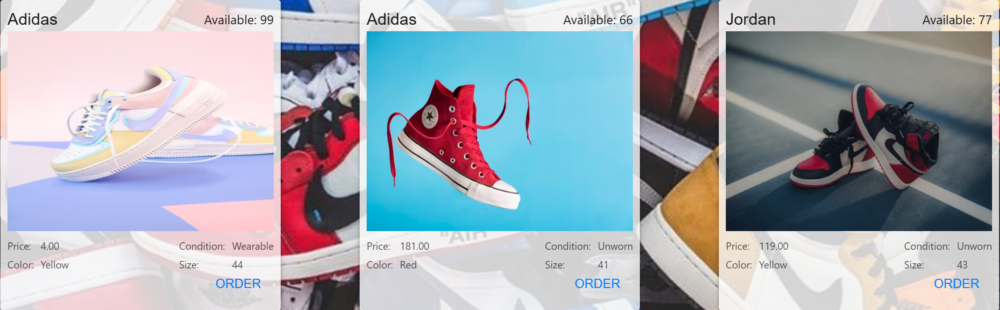 Adidas
Available: 99
Price: 4.00
Condition: Wearable
Color: Yellow
Size: 44
ORDER
Adidas
Available: 66
Price: 181.00
Condition: Unworn
Color: Red
Size: 41
ORDER
Jordan
Available: 77
Price: 119.00
Condition: Unworn
Color: Yellow
Size: 43
ORDER
"AIR"
"AIR